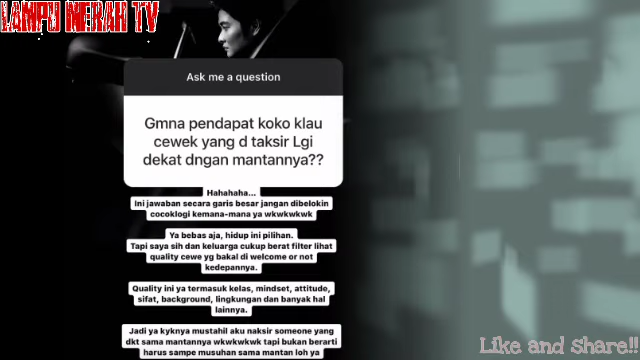 LAMPU MERAH TV
Ask me a question
Gmna pendapat koko klau
cewek yang d taksir Lgi
dekat dngan mantannya??
Hahahaha...
Ini jawaban secara garis besar jangan dibelokin
cocoklogi kemana-mana ya wkwkwkwk
Ya bebas aja, hidup ini pilihan.
Tapi saya sih dan keluarga cukup berat filter lihat
quality cewe yg bakal di welcome or not
kedepannya.
Quality ini ya termasuk kelas, mindset, attitude,
sifat, background, lingkungan dan banyak hal
lainnya.
Jadi ya kyknya mustahil aku naksir someone yang
dkt sama mantannya wkwkwkwk tapi bukan berarti
harus sampe musuhan sama mantan loh ya
Like and Share!!